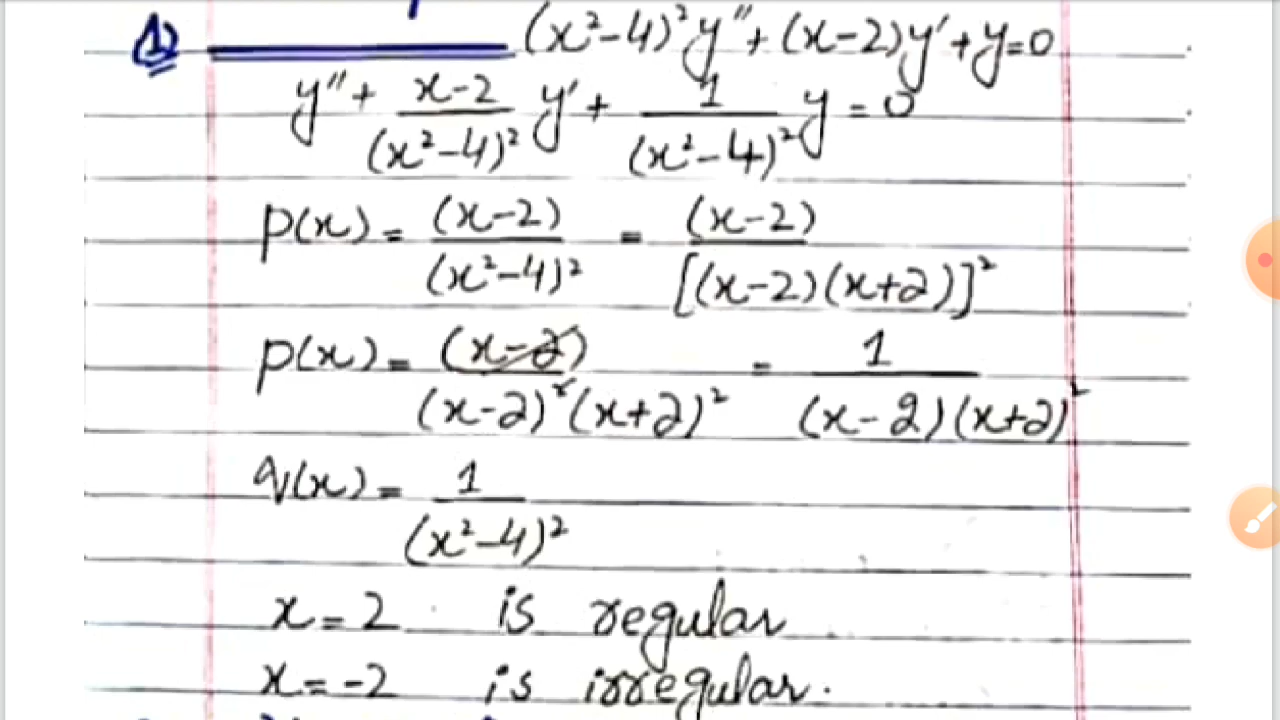 (1) (x²-4)²y''+(x-2)y'+y=0
y''+ (x-2)/(x²-4)² y'+ 1/(x²-4)² y=0
p(x)= (x-2)/(x²-4)² = (x-2)/[(x-2)(x+2)]²
p(x)= (x-2)/(x-2)²(x+2)² = 1/(x-2)(x+2)²
q(x)= 1/(x²-4)²
x=2 is regular.
x=-2 is irregular.